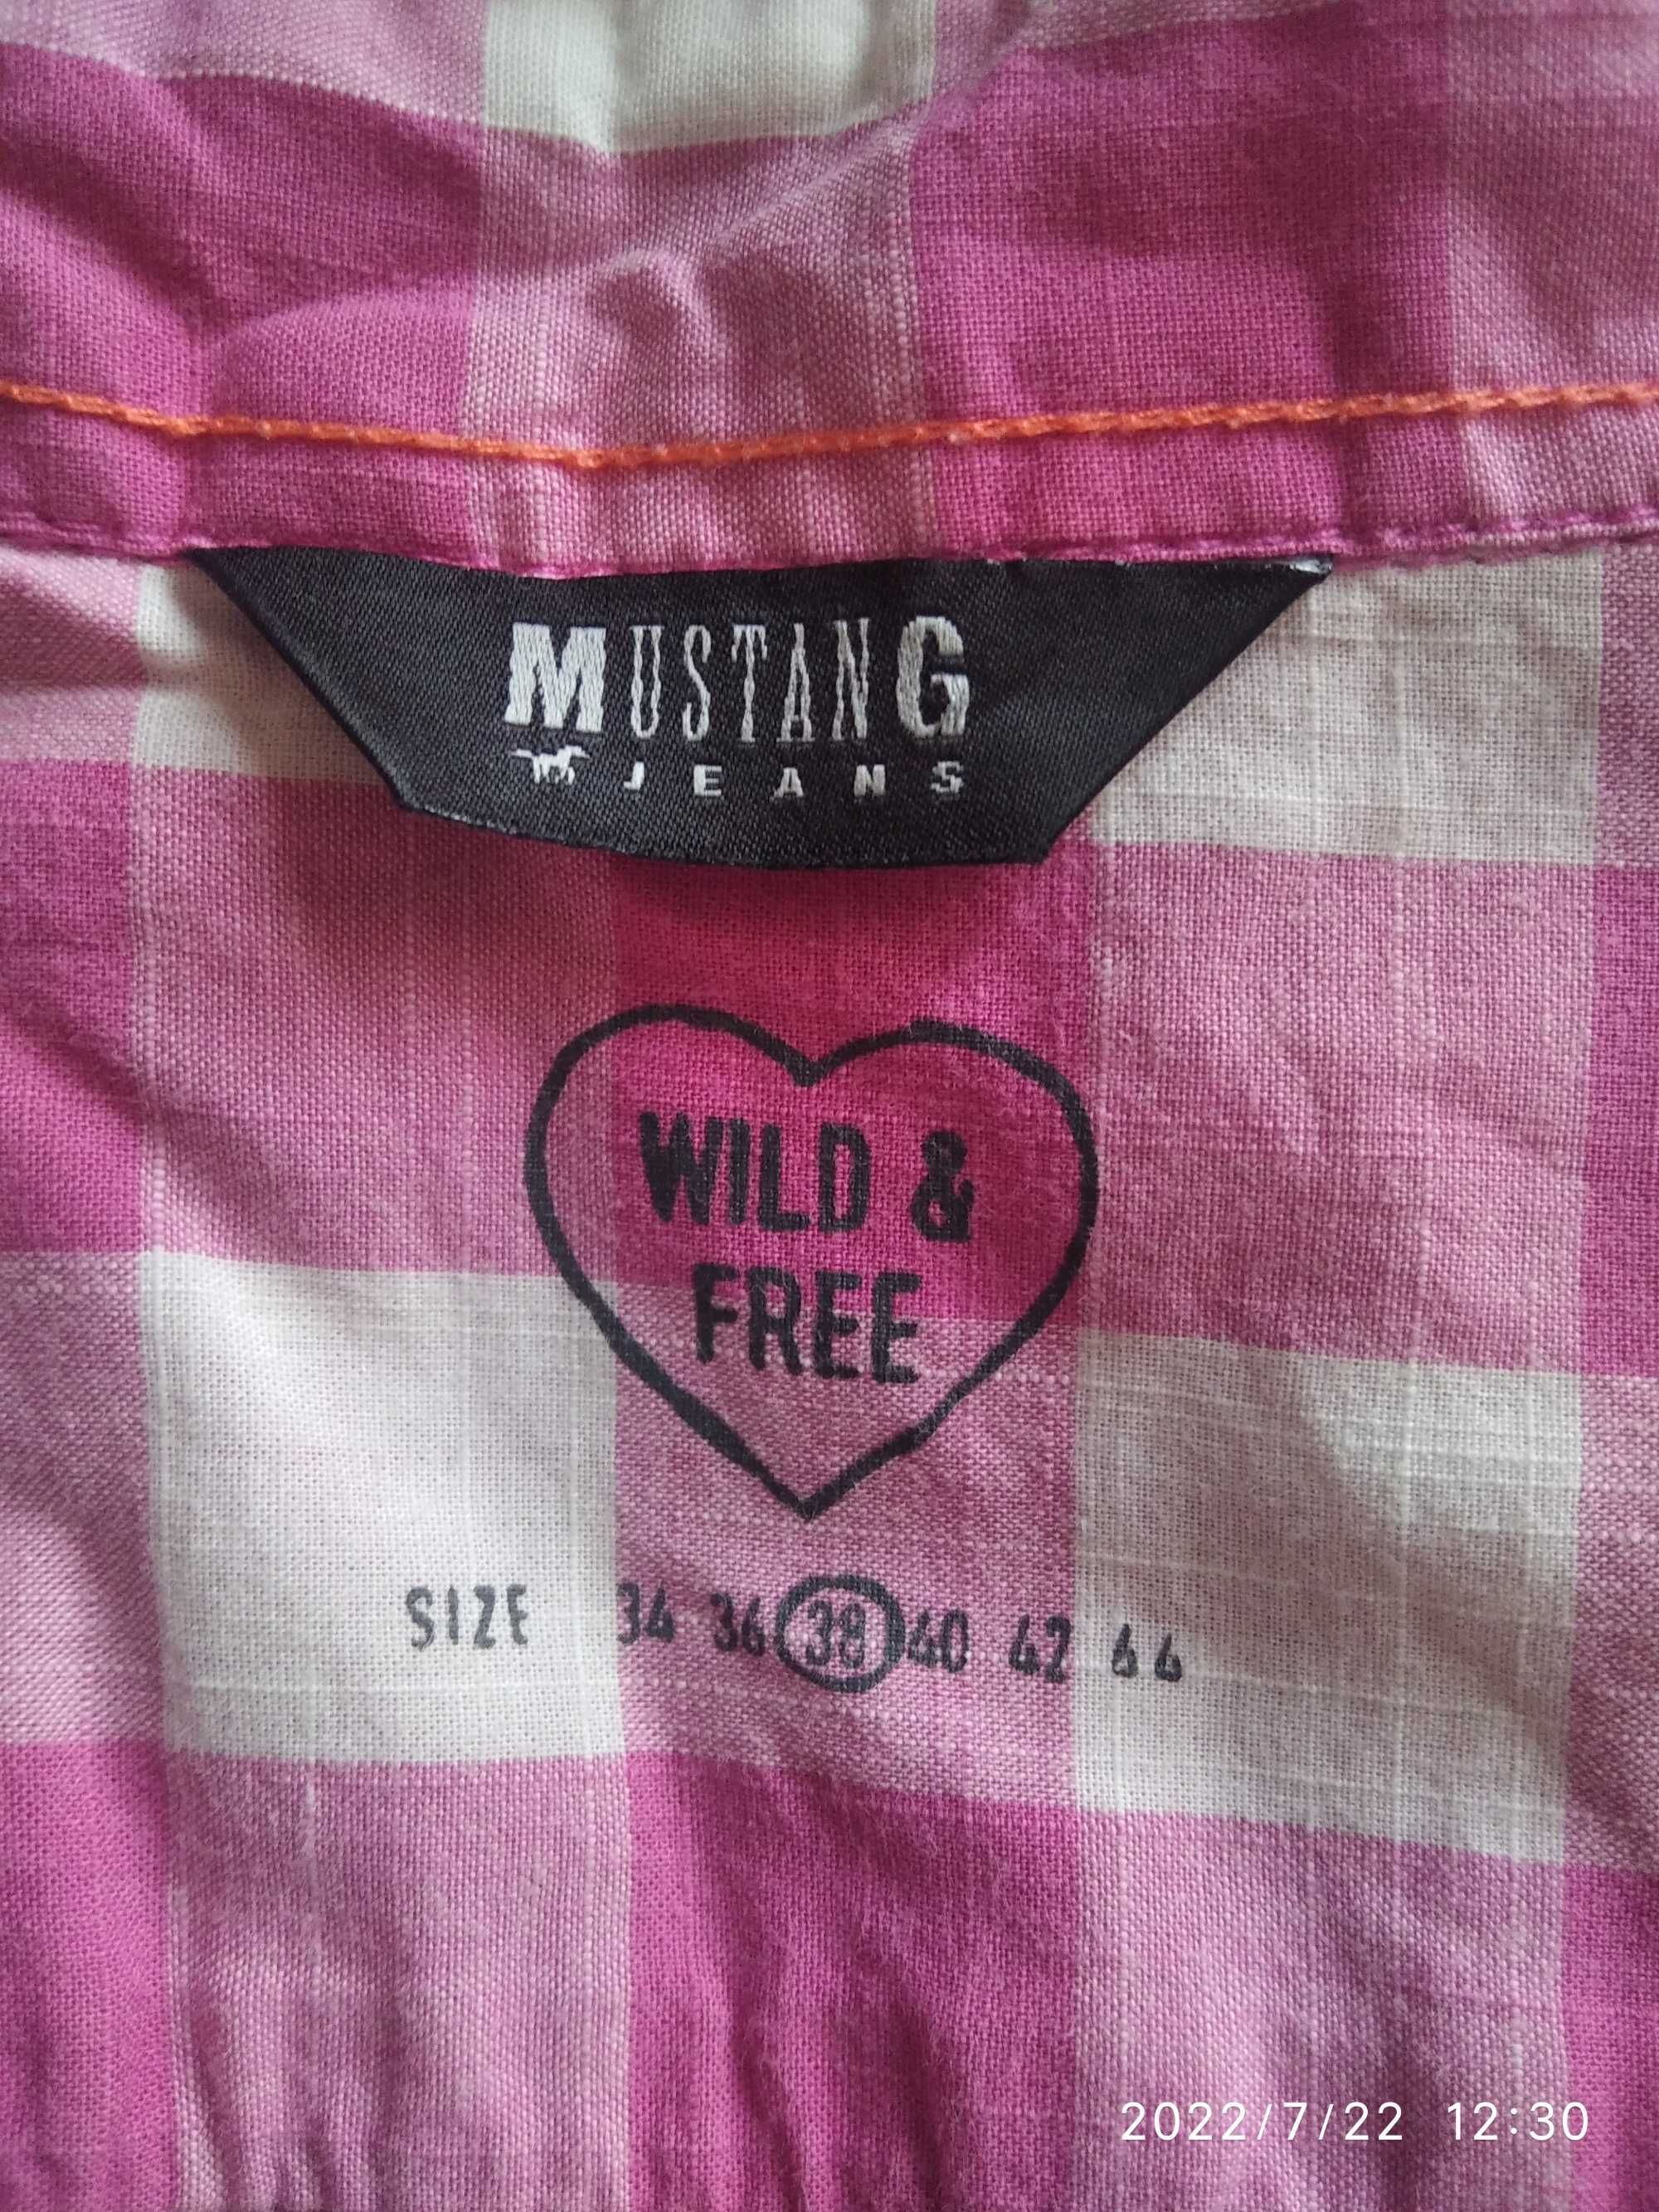 MUSTANG
JEANS
WILD &
FREE
SIZE 34 36 38 40 42 44
2022/7/22 12:30